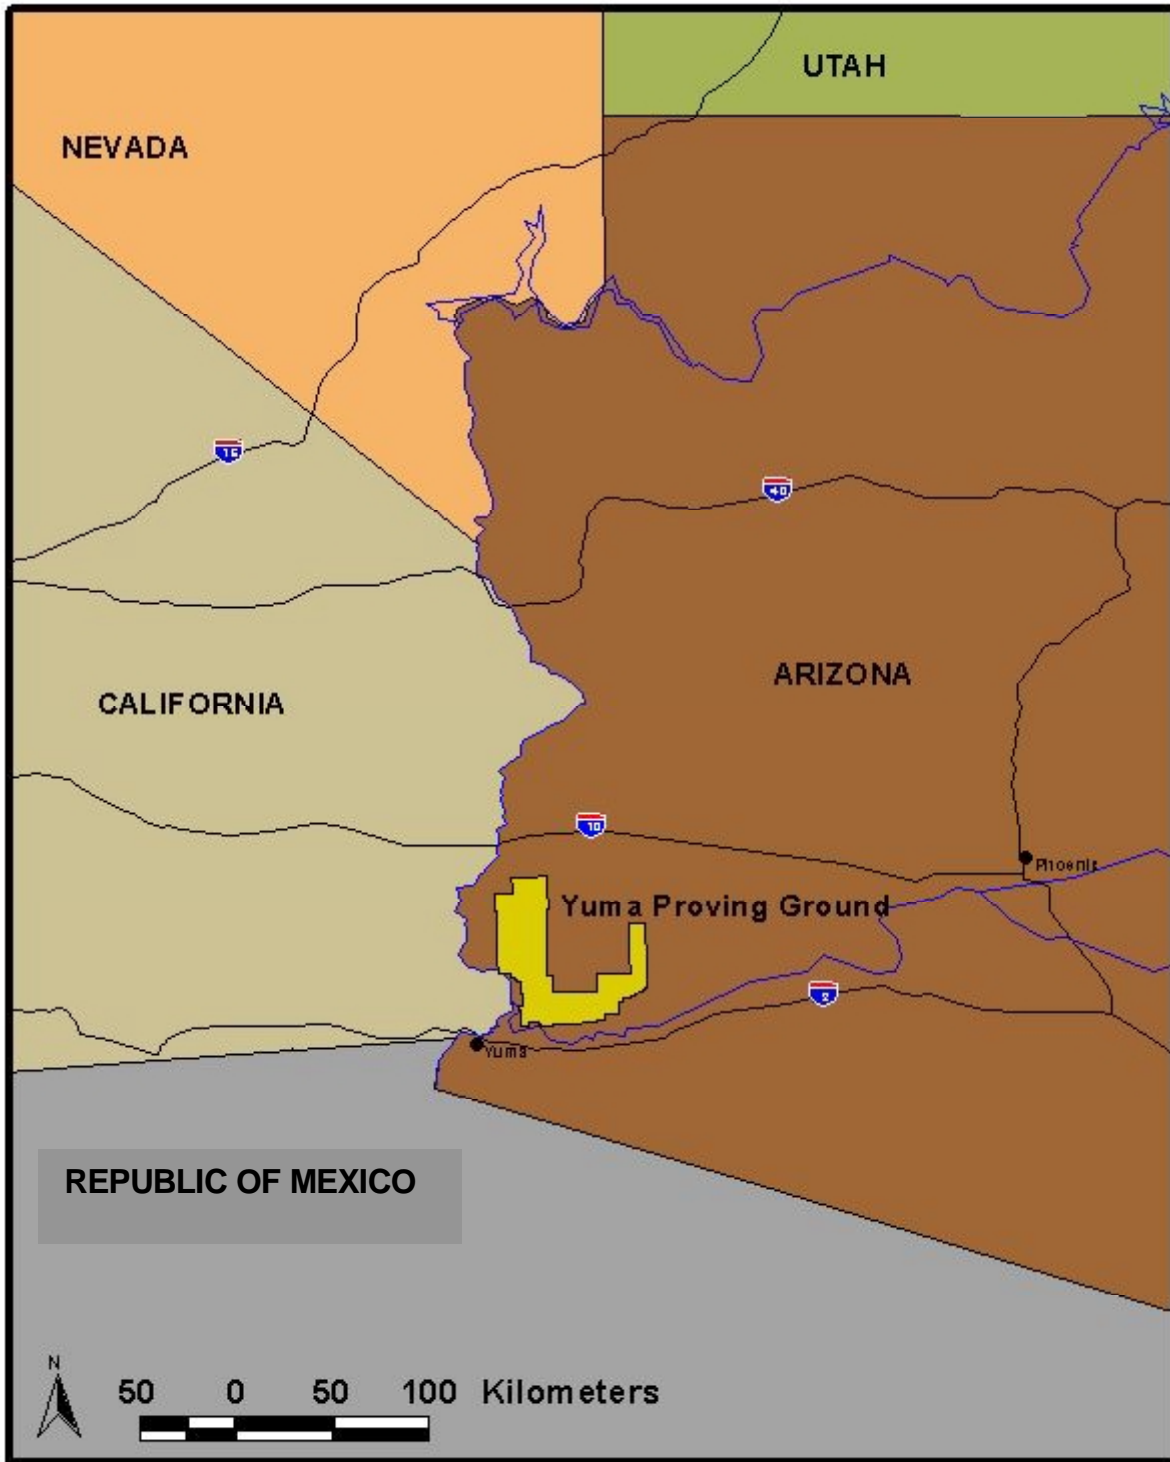 UTAH
NEVADA
15
40
ARIZONA
CALIFORNIA
10
Phoenix
Yuma Proving Ground
Yuma
REPUBLIC OF MEXICO
N
50 0 50 100 Kilometers